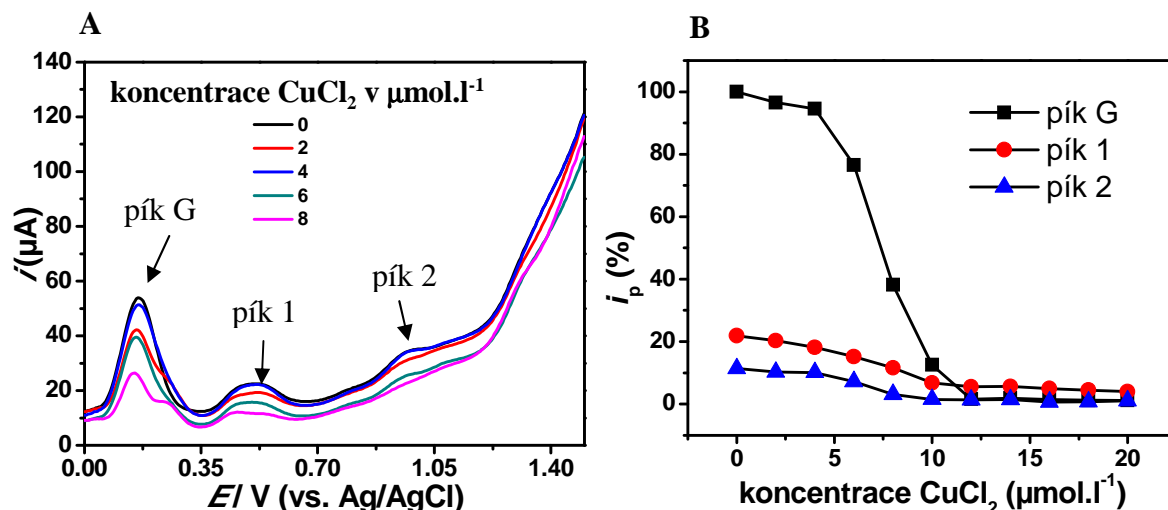 A
koncentrace CuCl₂ v µmol.l⁻¹
0
2
4
6
8
pík G
pík 1
pík 2
i(µA)
140
120
100
80
60
40
20
0
0.00 0.35 0.70 1.05 1.40
E/ V (vs. Ag/AgCl)
B
pík G
pík 1
pík 2
iₚ (%)
100
80
60
40
20
0
0 5 10 15 20
koncentrace CuCl₂ (µmol.l⁻¹)